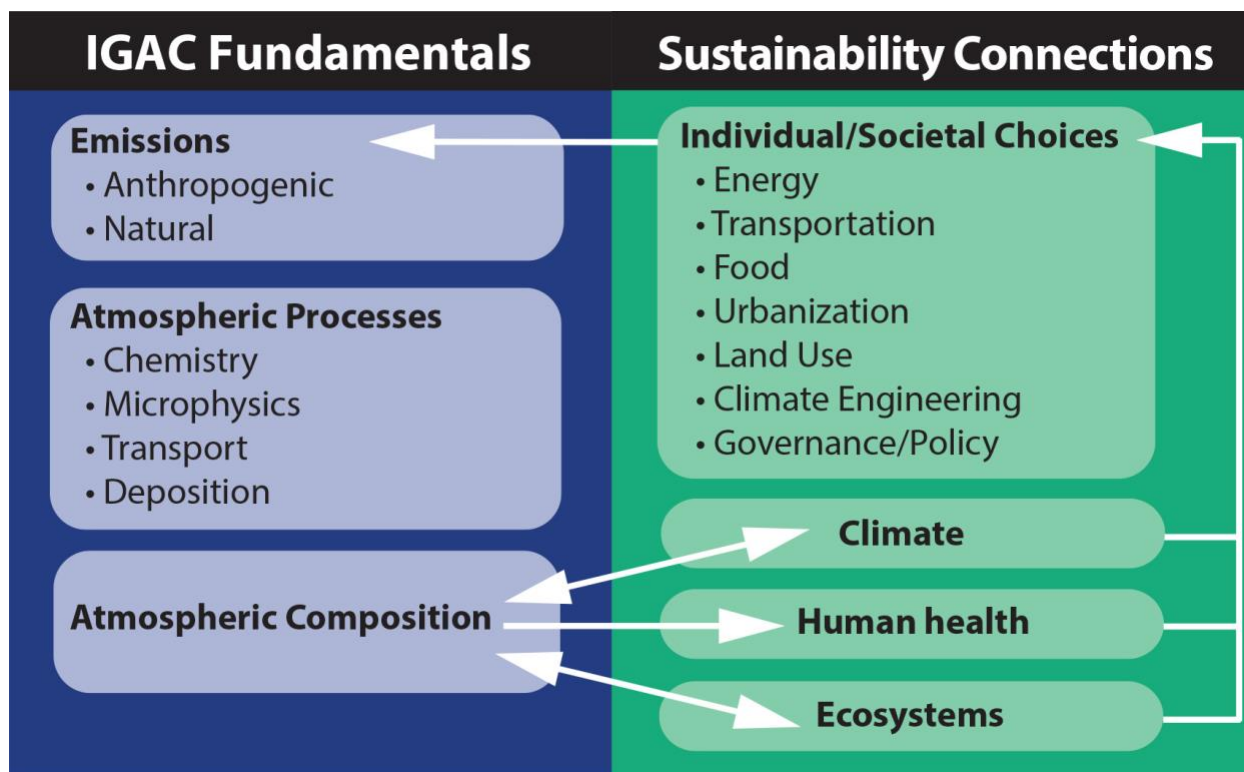 IGAC Fundamentals
Emissions
• Anthropogenic
• Natural
Atmospheric Processes
• Chemistry
• Microphysics
• Transport
• Deposition
Atmospheric Composition
Sustainability Connections
Individual/Societal Choices
• Energy
• Transportation
• Food
• Urbanization
• Land Use
• Climate Engineering
• Governance/Policy
Climate
Human health
Ecosystems